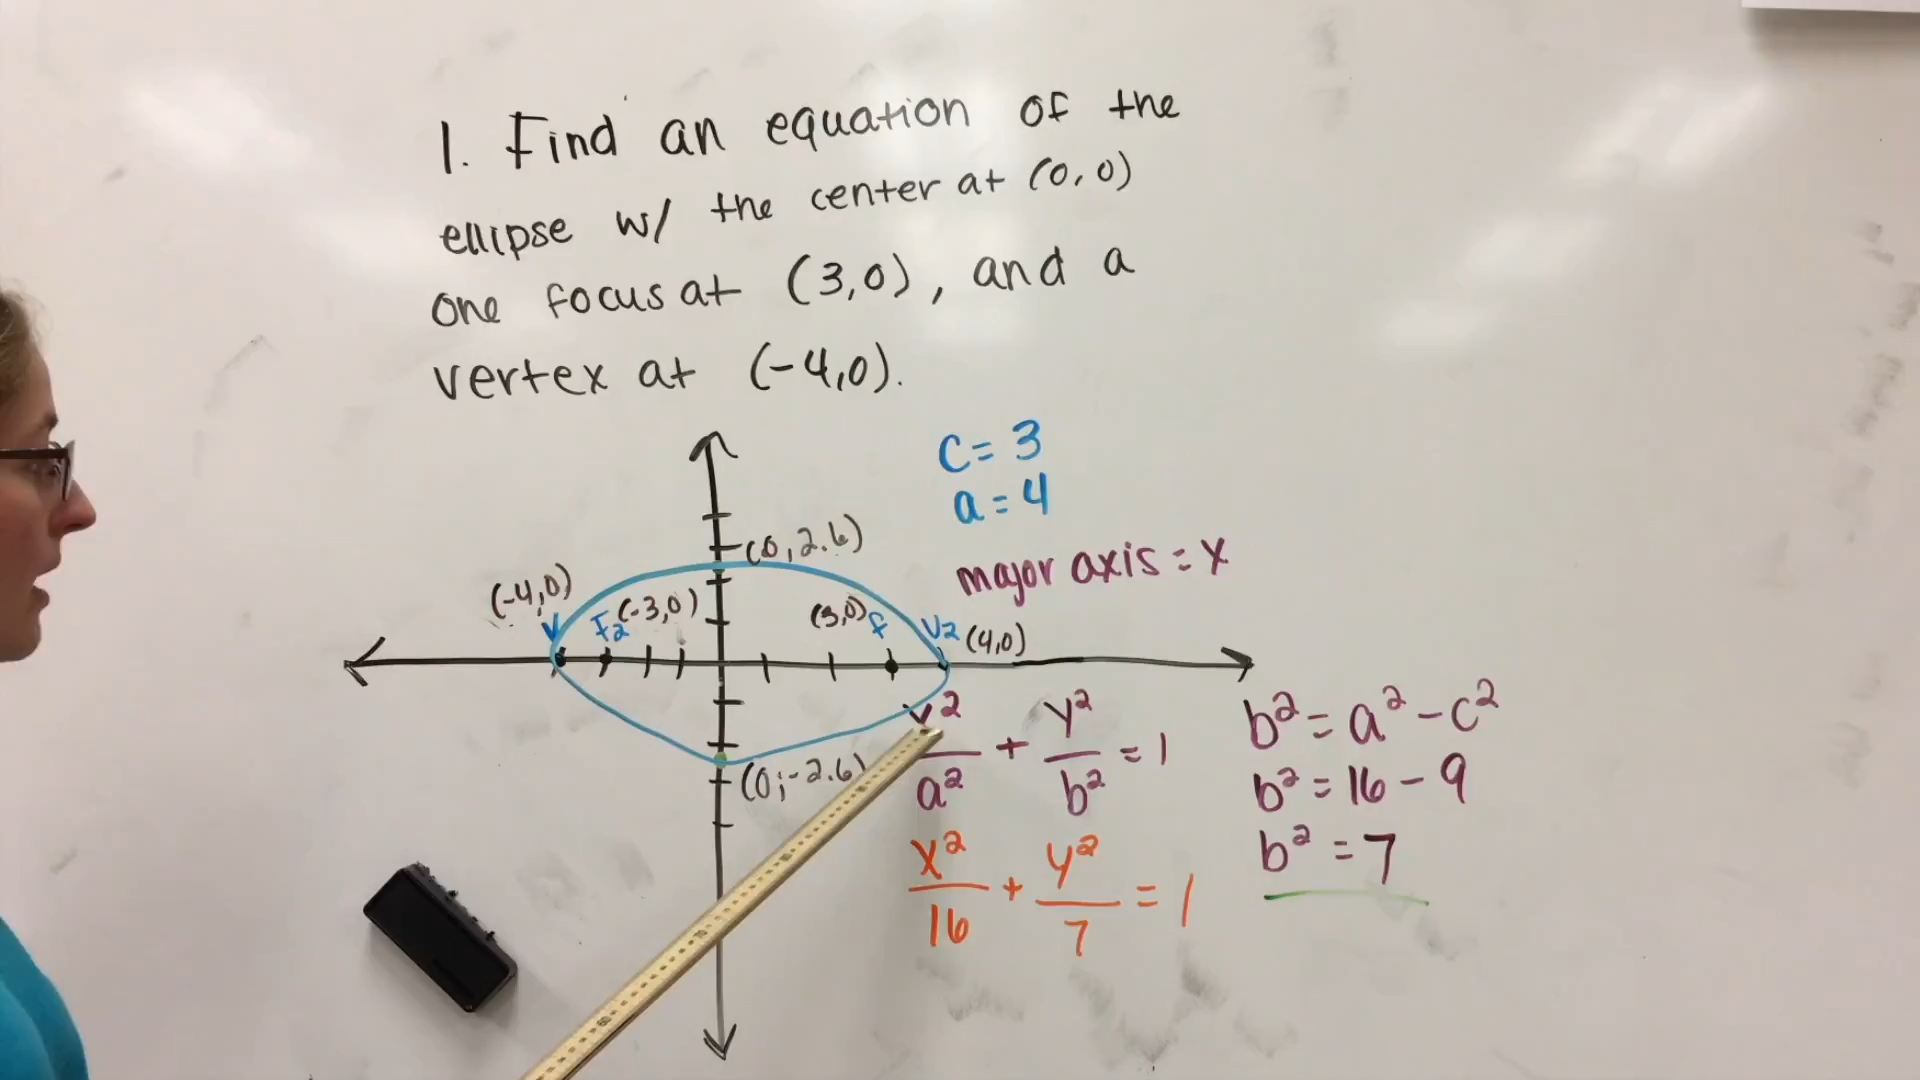 1. Find an equation of the
ellipse w/ the center at (0,0)
one focus at (3,0), and a
vertex at (-4,0).
c = 3
a = 4
major axis = x
(0,2.6)
(-4,0)
V
F2
(-3,0)
(3,0)
f
V2
(4,0)
(0,-2.6)
x²/a² + y²/b² = 1
x²/16 + y²/7 = 1
b² = a² - c²
b² = 16 - 9
b² = 7